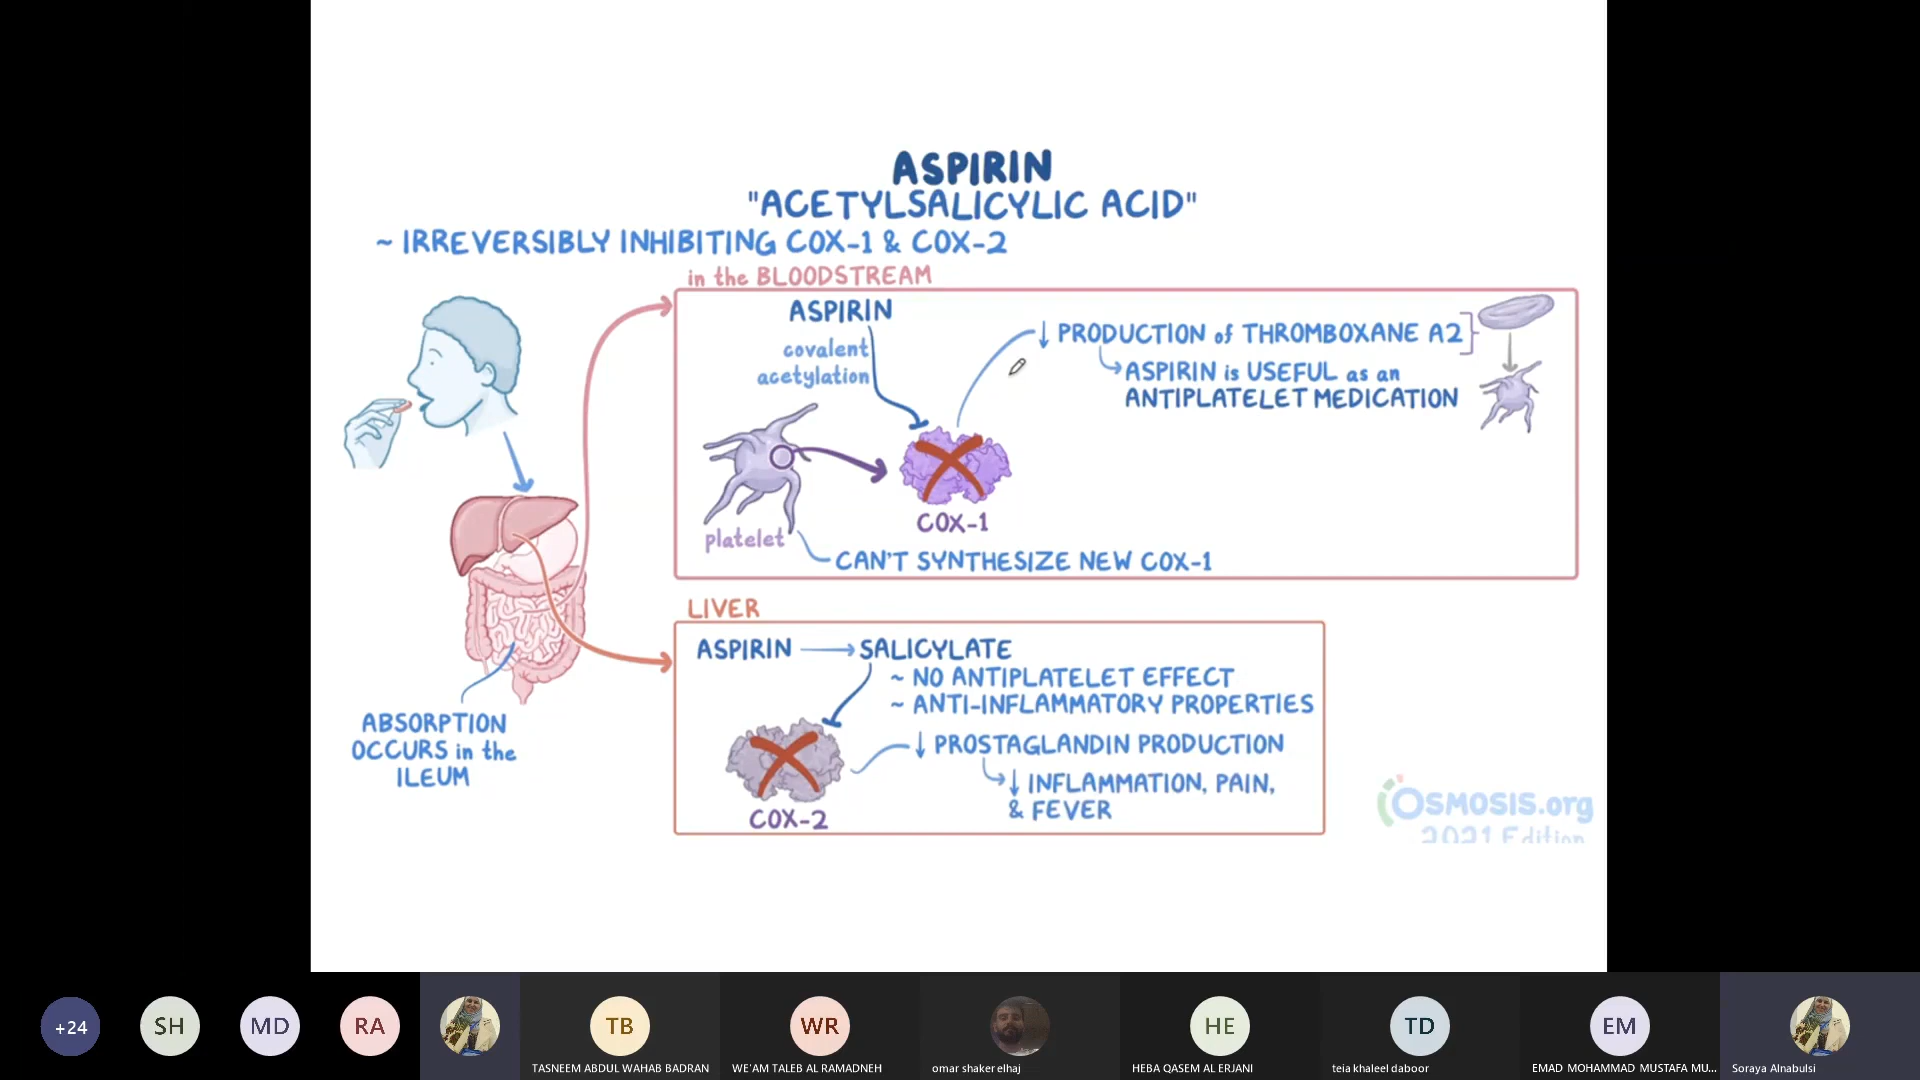 ASPIRIN
"ACETYLSALICYLIC ACID"
~ IRREVERSIBLY INHIBITING COX-1 & COX-2
in the BLOODSTREAM
ASPIRIN
covalent
acetylation
↓ PRODUCTION of THROMBOXANE A2
ASPIRIN is USEFUL as an
ANTIPLATELET MEDICATION
platelet
COX-1
CAN'T SYNTHESIZE NEW COX-1
LIVER
ASPIRIN → SALICYLATE
~ NO ANTIPLATELET EFFECT
~ ANTI-INFLAMMATORY PROPERTIES
↓ PROSTAGLANDIN PRODUCTION
↓ INFLAMMATION, PAIN,
& FEVER
COX-2
ABSORPTION
OCCURS in the
ILEUM
OSMOSIS.org
2021 Edition
+24
SH
MD
RA
TB
TASNEEM ABDUL WAHAB BADRAN
WR
WE'AM TALEB AL RAMADNEH
omar shaker elhaj
HE
HEBA QASEM AL ERJANI
TD
teia khaleel daboor
EM
EMAD MOHAMMAD MUSTAFA MU...
Soraya Alnabulsi